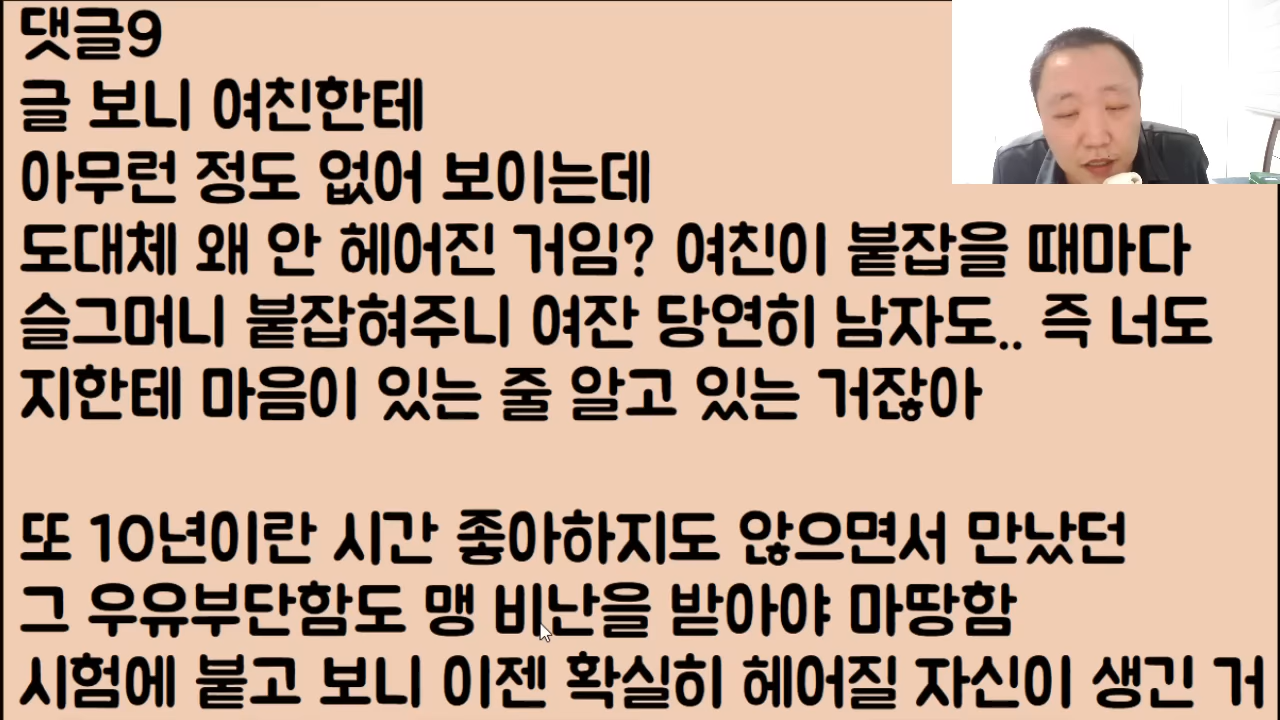 댓글9
글 보니 여친한테
아무런 정도 없어 보이는데
도대체 왜 안 헤어진 거임? 여친이 붙잡을 때마다
슬그머니 붙잡혀주니 여잔 당연히 남자도.. 즉 너도
지한테 마음이 있는 줄 알고 있는 거잖아
또 10년이란 시간 좋아하지도 않으면서 만났던
그 우유부단함도 맹 비난을 받아야 마땅함
시험에 붙고 보니 이젠 확실히 헤어질 자신이 생긴 거